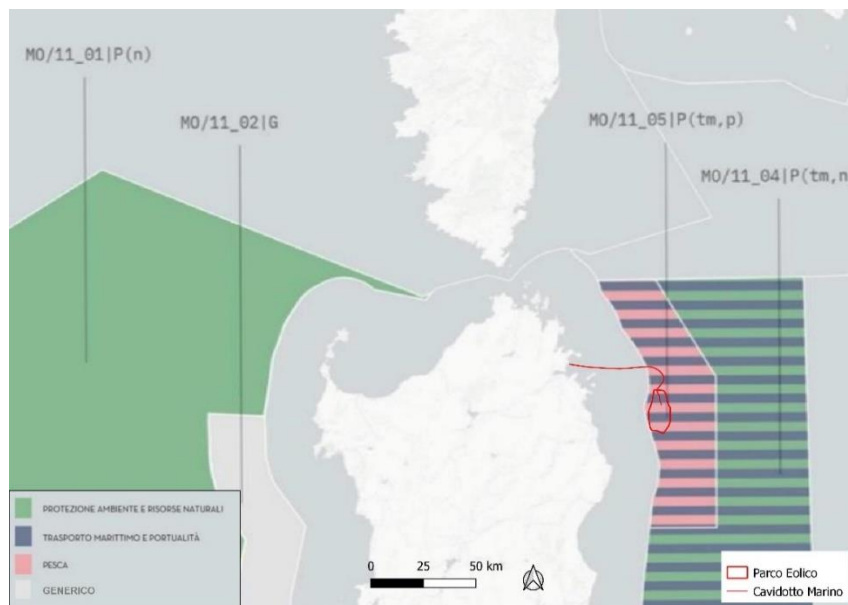 MO/11_01|P(n)
MO/11_02|G
MO/11_05|P(tm,p)
MO/11_04|P(tm,n
PROTEZIONE AMBIENTE E RISORSE NATURALI
TRASPORTO MARITTIMO E PORTUALITÀ
PESCA
GENERICO
0 25 50 km
Parco Eolico
Cavidotto Marino